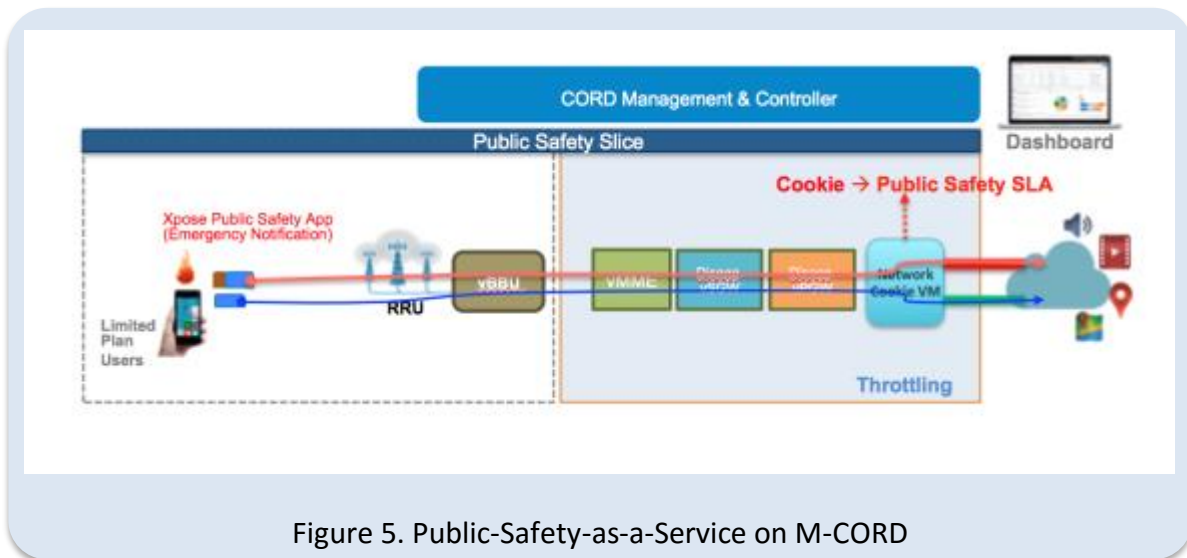 CORD Management & Controller
Public Safety Slice
Dashboard
Cookie → Public Safety SLA
Xpose Public Safety App
(Emergency Notification)
vBBU
vMME
Network
Cookie VM
RRU
Limited
Plan
Users
Throttling
Figure 5. Public-Safety-as-a-Service on M-CORD